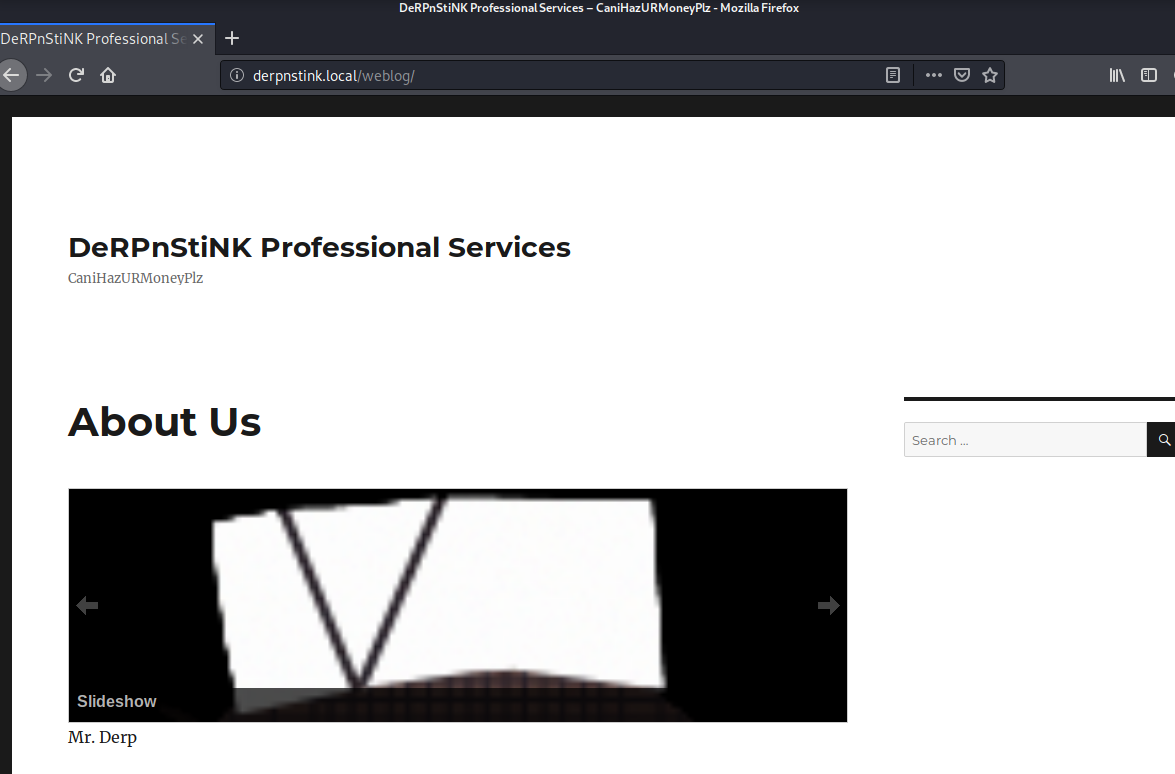 DeRPnStiNK Professional Services – CaniHazURMoneyPlz - Mozilla Firefox
DeRPnStiNK Professional Se
derpnstink.local/weblog/
DeRPnStiNK Professional Services
CaniHazURMoneyPlz
About Us
Search ...
Slideshow
Mr. Derp